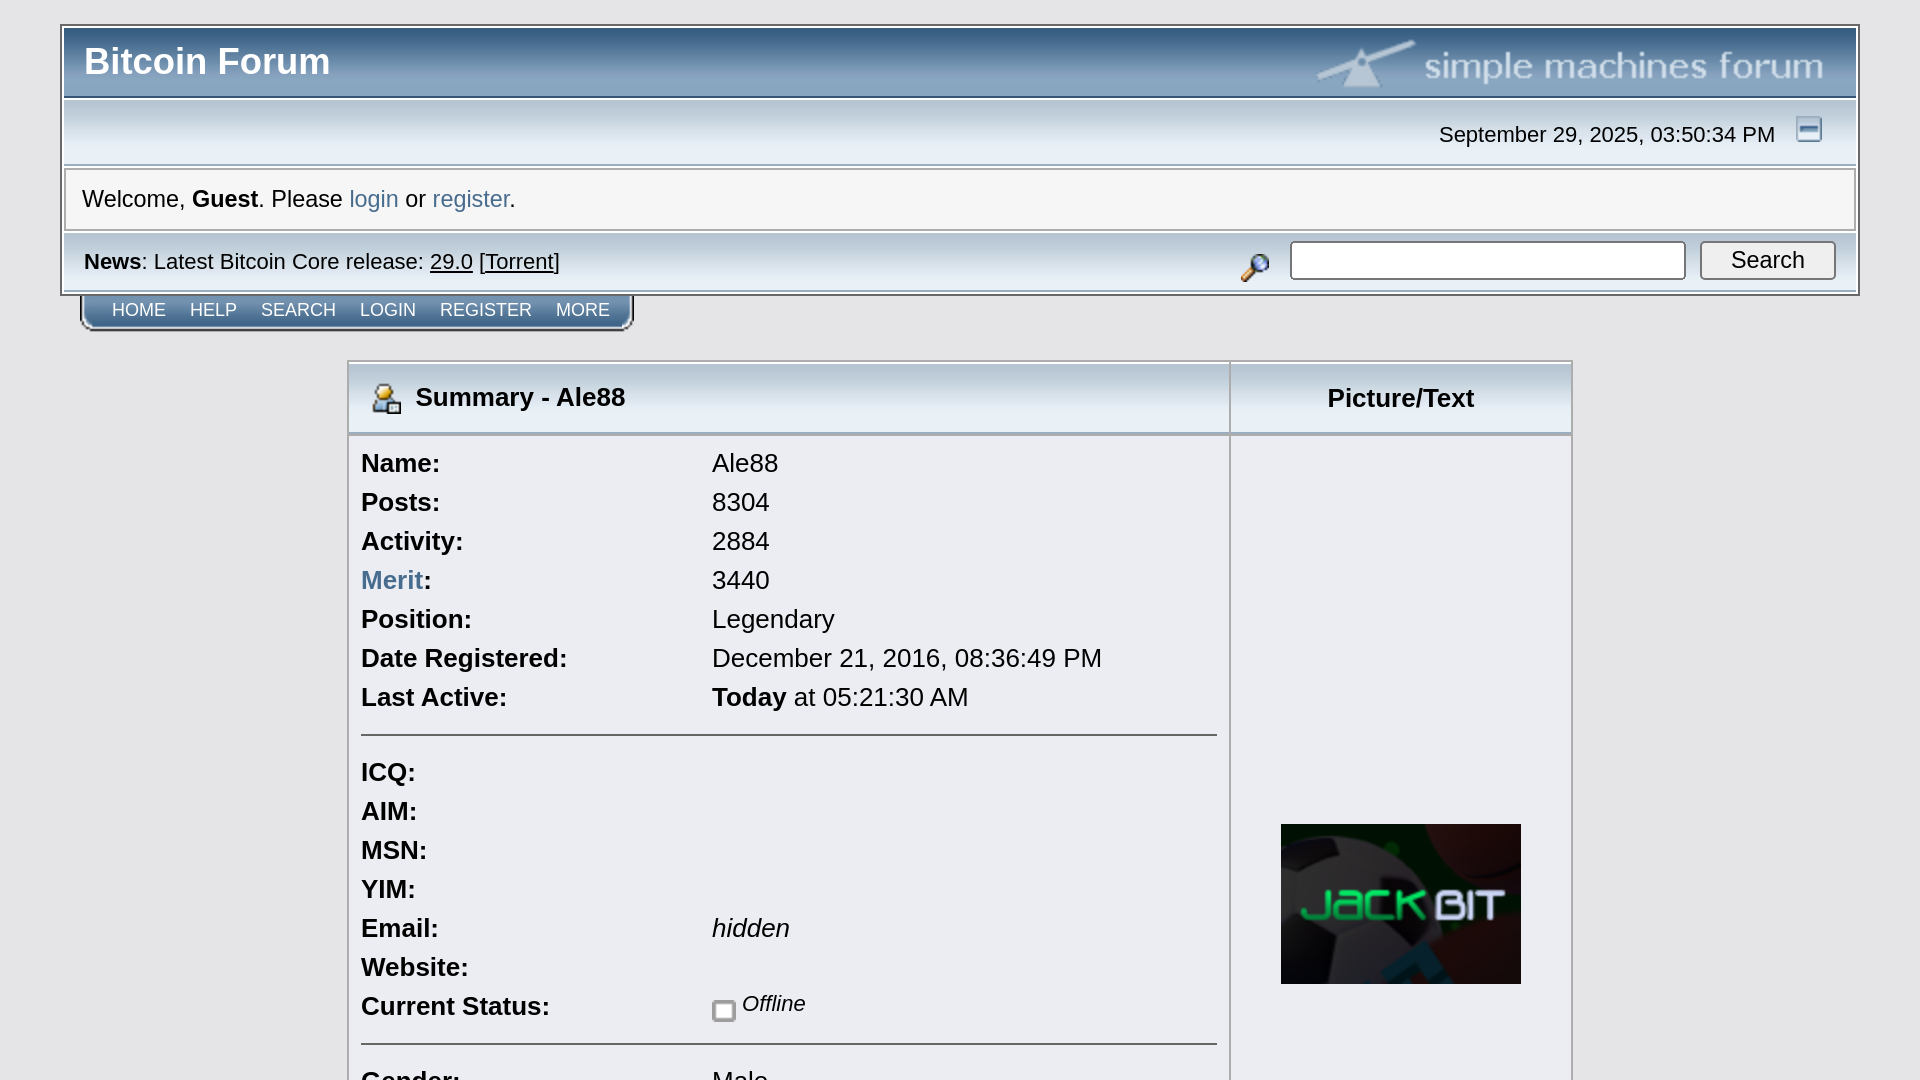 Bitcoin Forum
simple machines forum
September 29, 2025, 03:50:34 PM
Welcome, Guest. Please login or register.
News: Latest Bitcoin Core release: 29.0 [Torrent]
Search
HOME HELP SEARCH LOGIN REGISTER MORE
Summary - Ale88
Picture/Text
Name: Ale88
Posts: 8304
Activity: 2884
Merit: 3440
Position: Legendary
Date Registered: December 21, 2016, 08:36:49 PM
Last Active: Today at 05:21:30 AM
ICQ:
AIM:
MSN:
YIM:
Email: hidden
Website:
Current Status: Offline
JACKBIT
Gender: Male